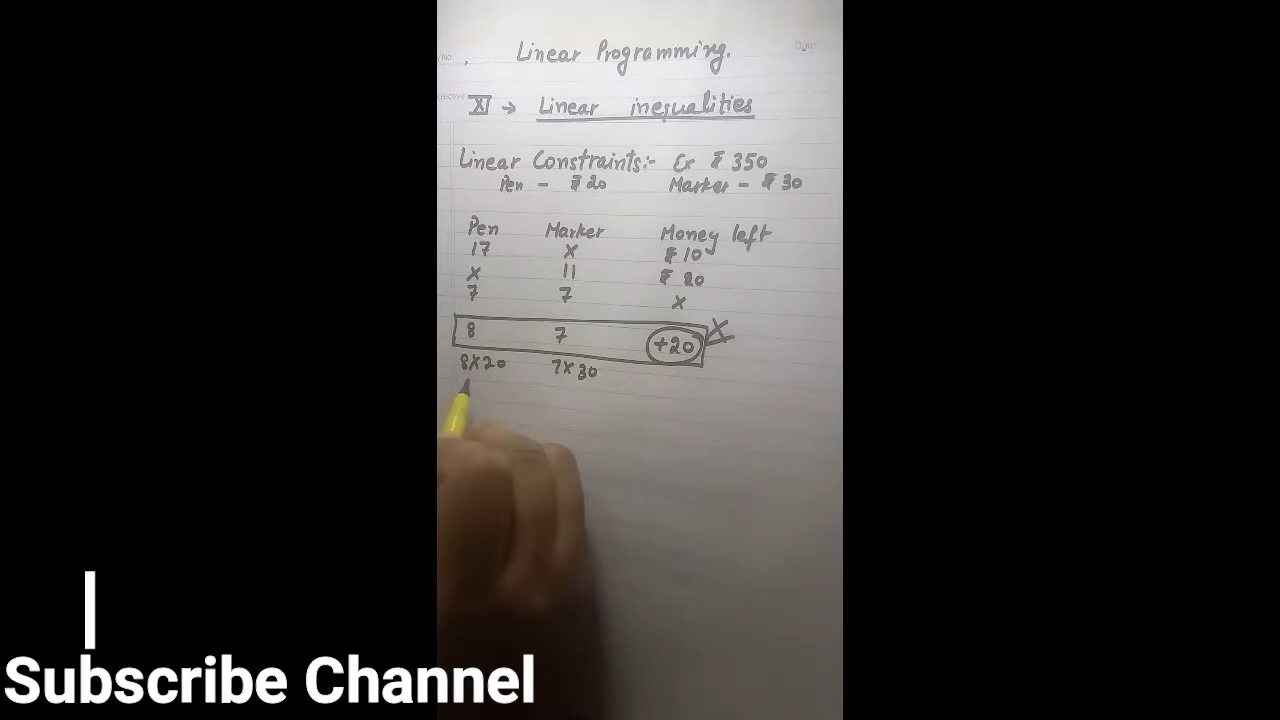 Linear Programming.
XI → Linear inequalities
Linear Constraints:- Ex ₹ 350
Pen - ₹ 20 Marker - ₹ 30
Pen Marker Money left
17 X ₹ 10
X 11 ₹ 20
7 7 X
8 7 +20 X
8X20 7X30
Subscribe Channel